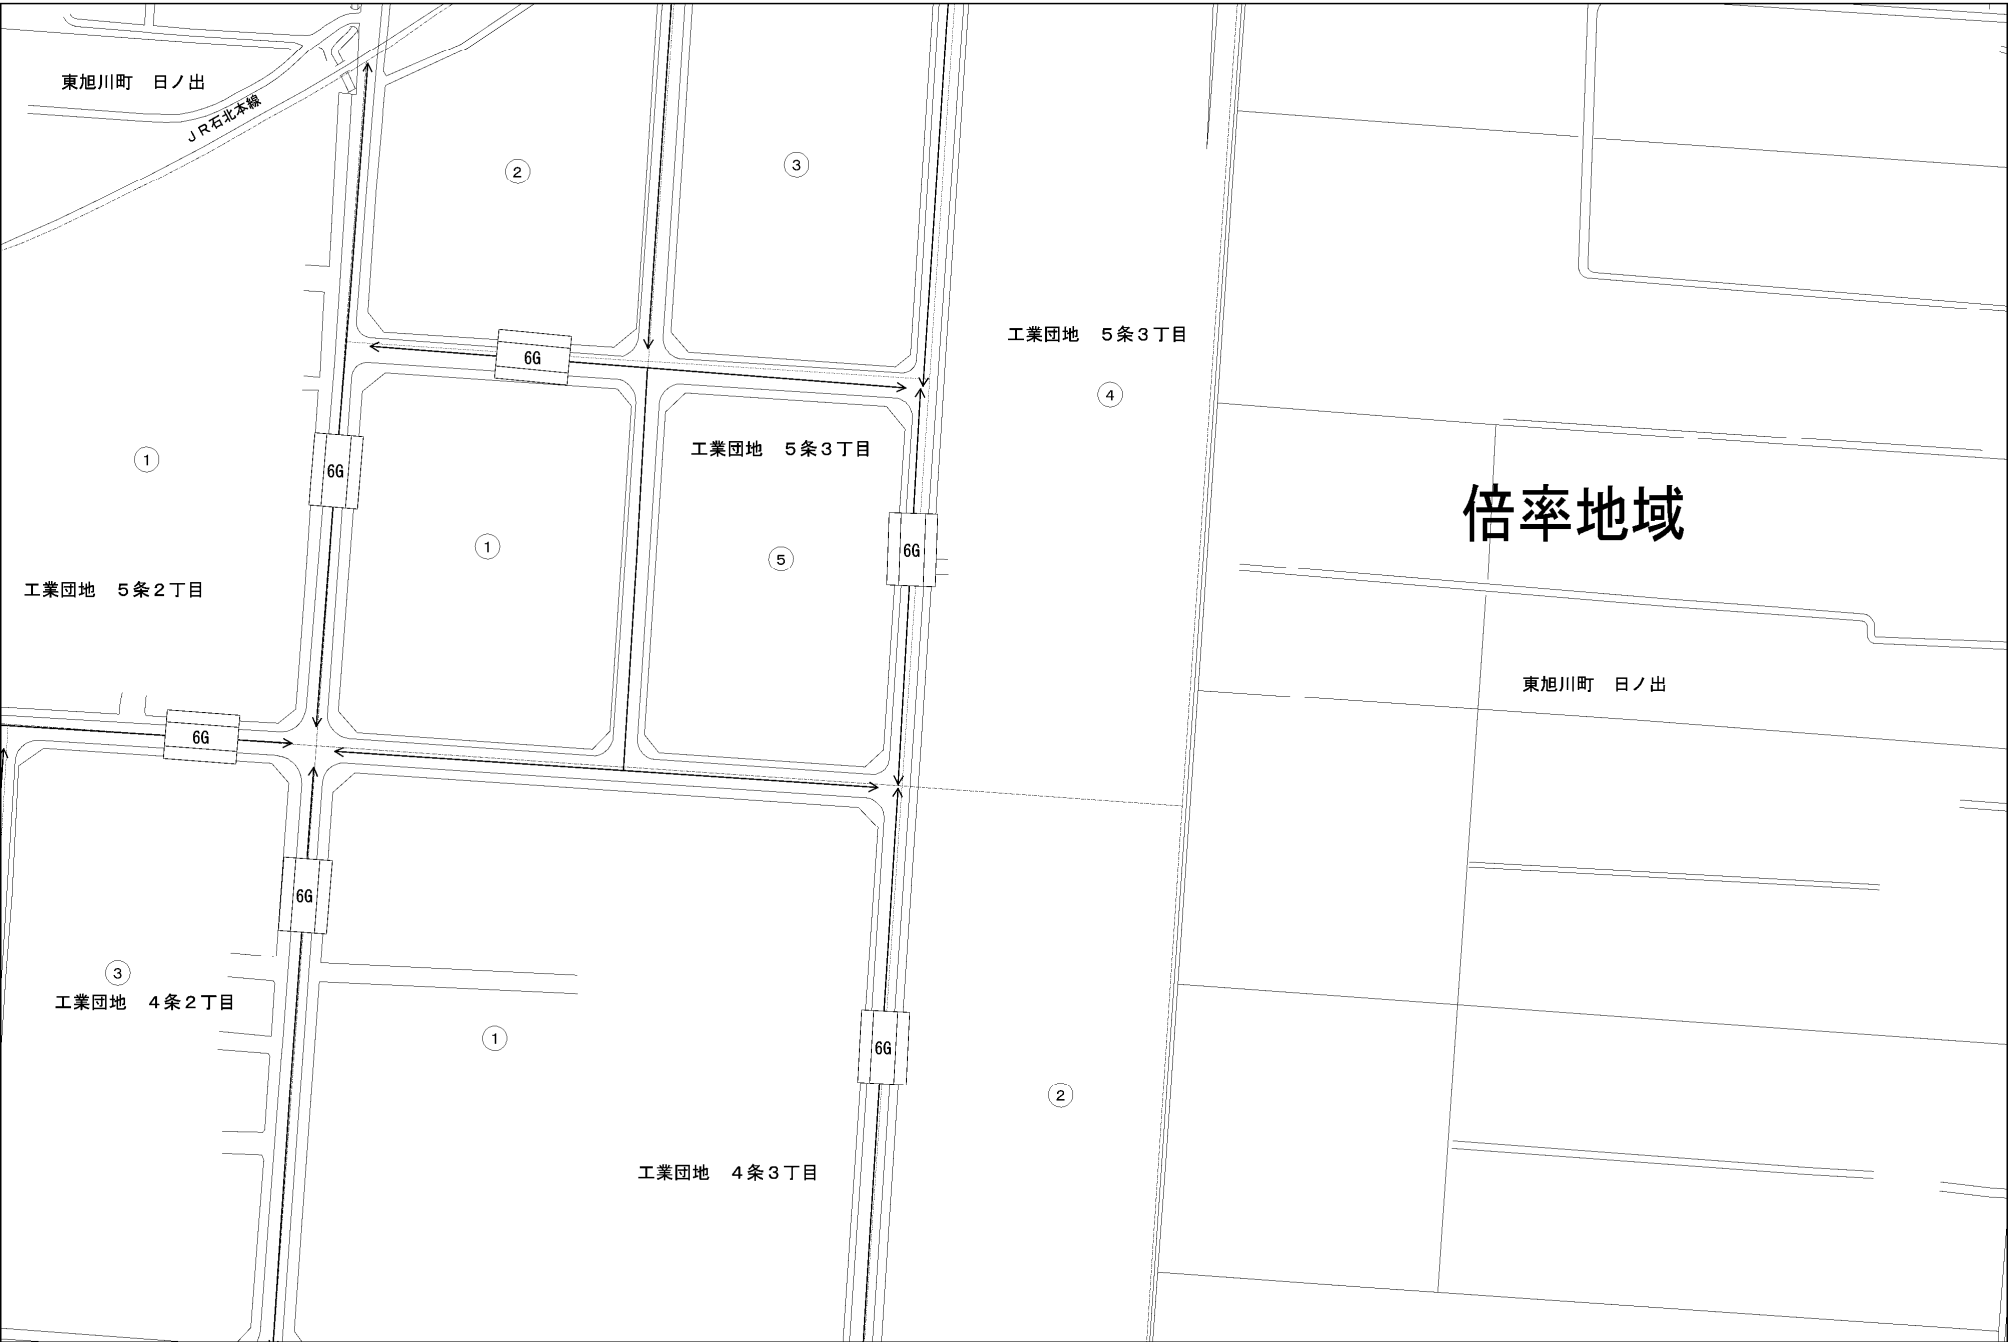 東旭川町　日ノ出
ＪＲ石北本線
②
③
工業団地　５条３丁目
6G
④
工業団地　５条３丁目
①
6G
倍率地域
①
6G
⑤
工業団地　５条２丁目
東旭川町　日ノ出
6G
6G
③
工業団地　４条２丁目
①
6G
②
工業団地　４条３丁目